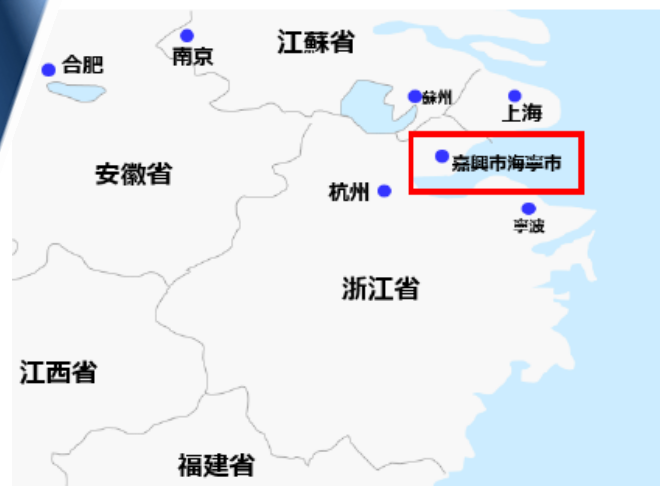 江蘇省
南京
合肥
蘇州
上海
嘉興市海寧市
安徽省
杭州
寧波
浙江省
江西省
福建省